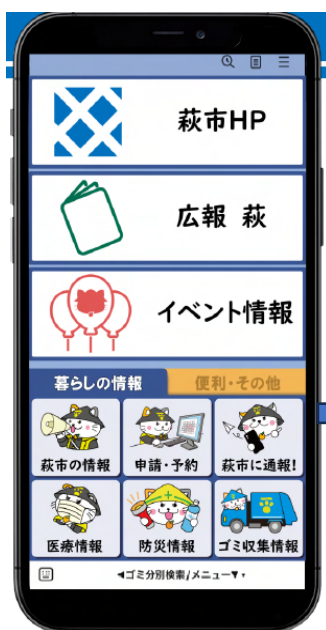 萩市HP
広報 萩
イベント情報
暮らしの情報 便利・その他
萩市の情報 申請・予約 萩市に通報!
医療情報 防災情報 ゴミ収集情報
◀ゴミ分別検索/メニュー▼